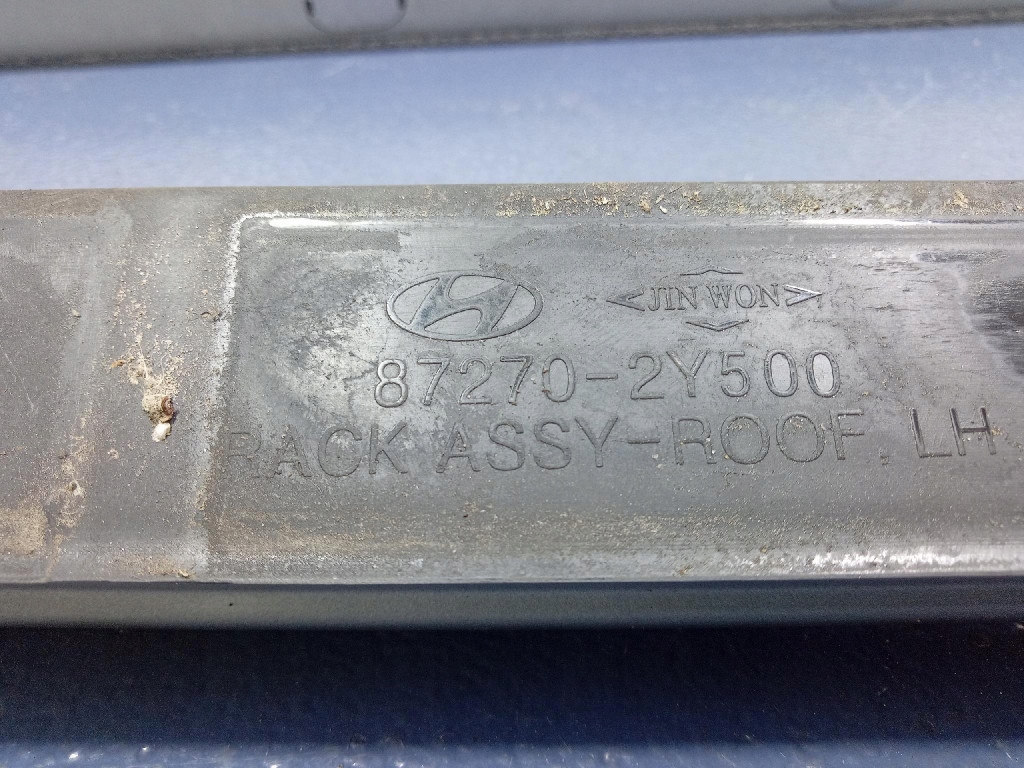 JIN WON
87270-2Y500
RACK ASSY-ROOF, LH